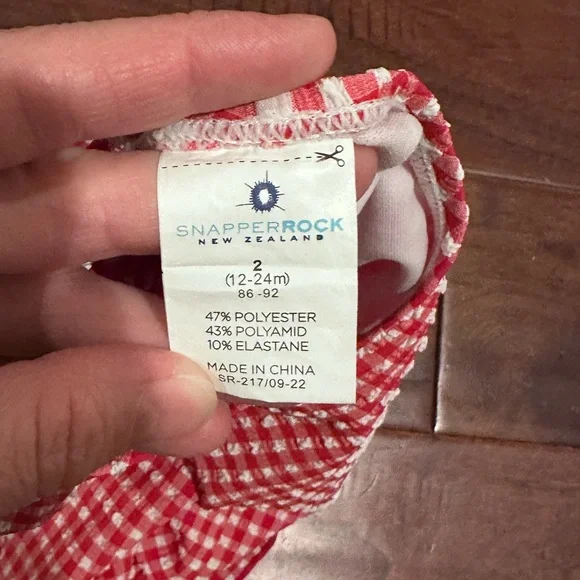 SNAPPERROCK
NEW ZEALAND
2
(12-24m)
86 -92
47% POLYESTER
43% POLYAMID
10% ELASTANE
MADE IN CHINA
SR-217/09-22